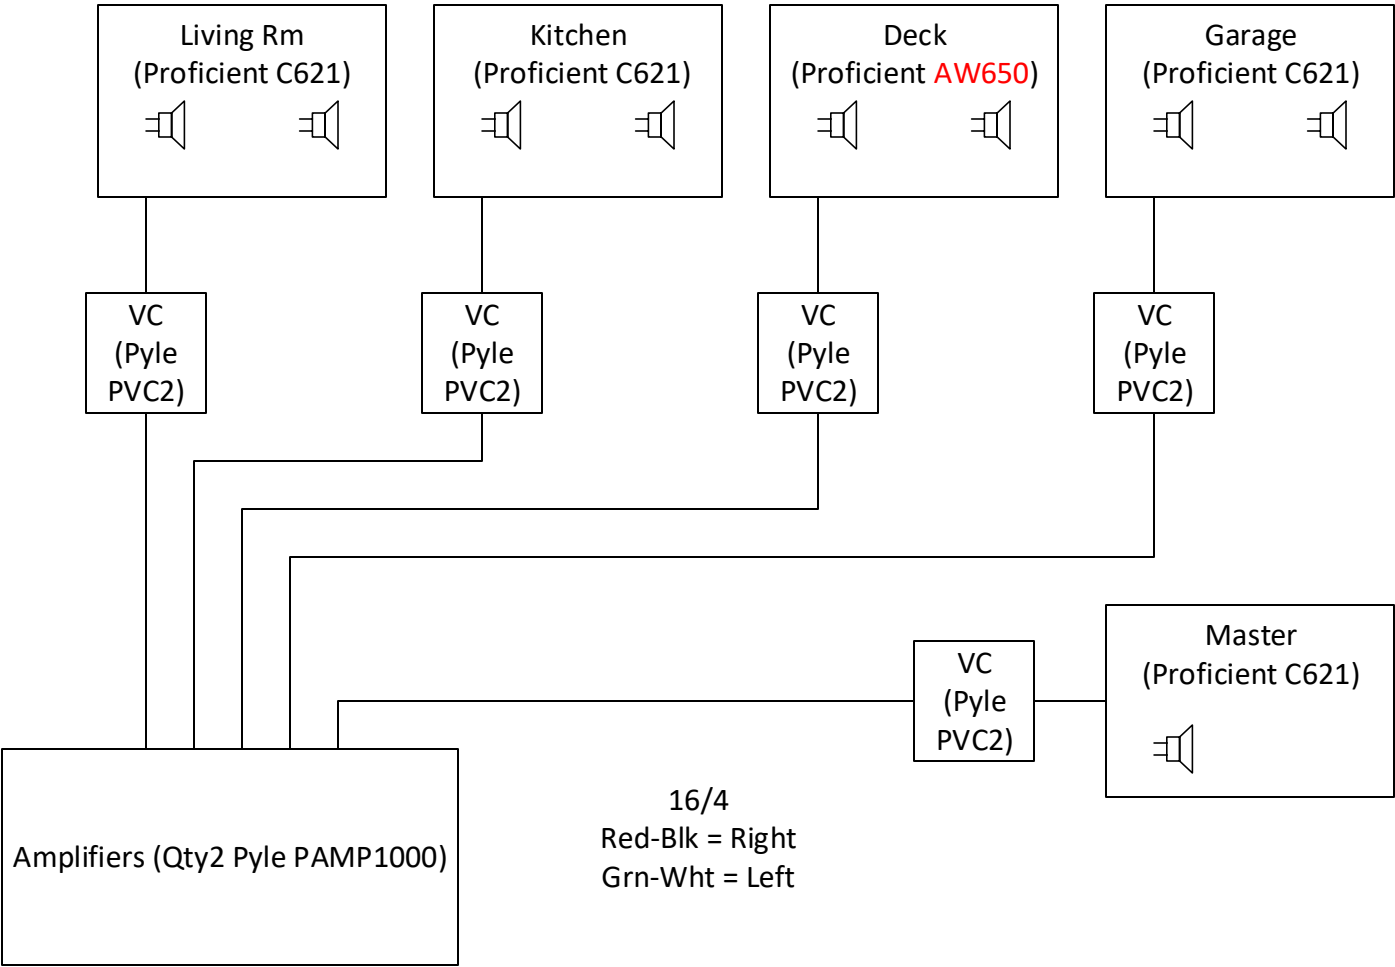 Living Rm
(Proficient C621)
Kitchen
(Proficient C621)
Deck
(Proficient AW650)
Garage
(Proficient C621)
VC
(Pyle
PVC2)
VC
(Pyle
PVC2)
VC
(Pyle
PVC2)
VC
(Pyle
PVC2)
Master
(Proficient C621)
VC
(Pyle
PVC2)
Amplifiers (Qty2 Pyle PAMP1000)
16/4
Red-Blk = Right
Grn-Wht = Left